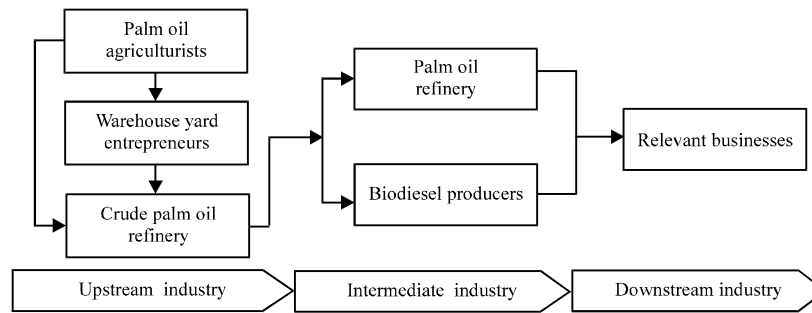 Palm oil
agriculturists
Warehouse yard
entrepreneurs
Crude palm oil
refinery
Palm oil
refinery
Biodiesel producers
Relevant businesses
Upstream industry
Intermediate industry
Downstream industry